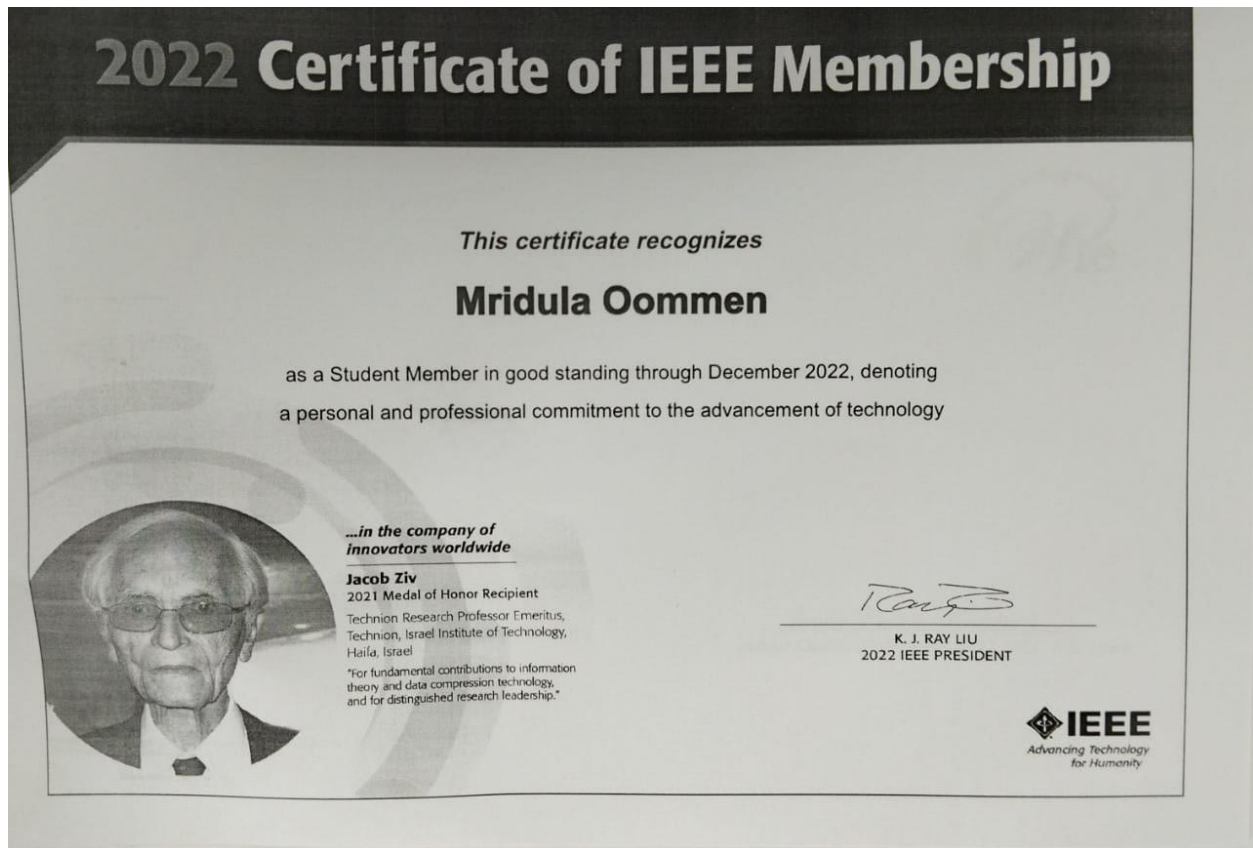 2022 Certificate of IEEE Membership
This certificate recognizes
Mridula Oommen
as a Student Member in good standing through December 2022, denoting
a personal and professional commitment to the advancement of technology
...in the company of
innovators worldwide
Jacob Ziv
2021 Medal of Honor Recipient
Technion Research Professor Emeritus,
Technion, Israel Institute of Technology,
Haifa, Israel
"For fundamental contributions to information
theory and data compression technology,
and for distinguished research leadership."
K. J. RAY LIU
2022 IEEE PRESIDENT
IEEE
Advancing Technology
for Humanity